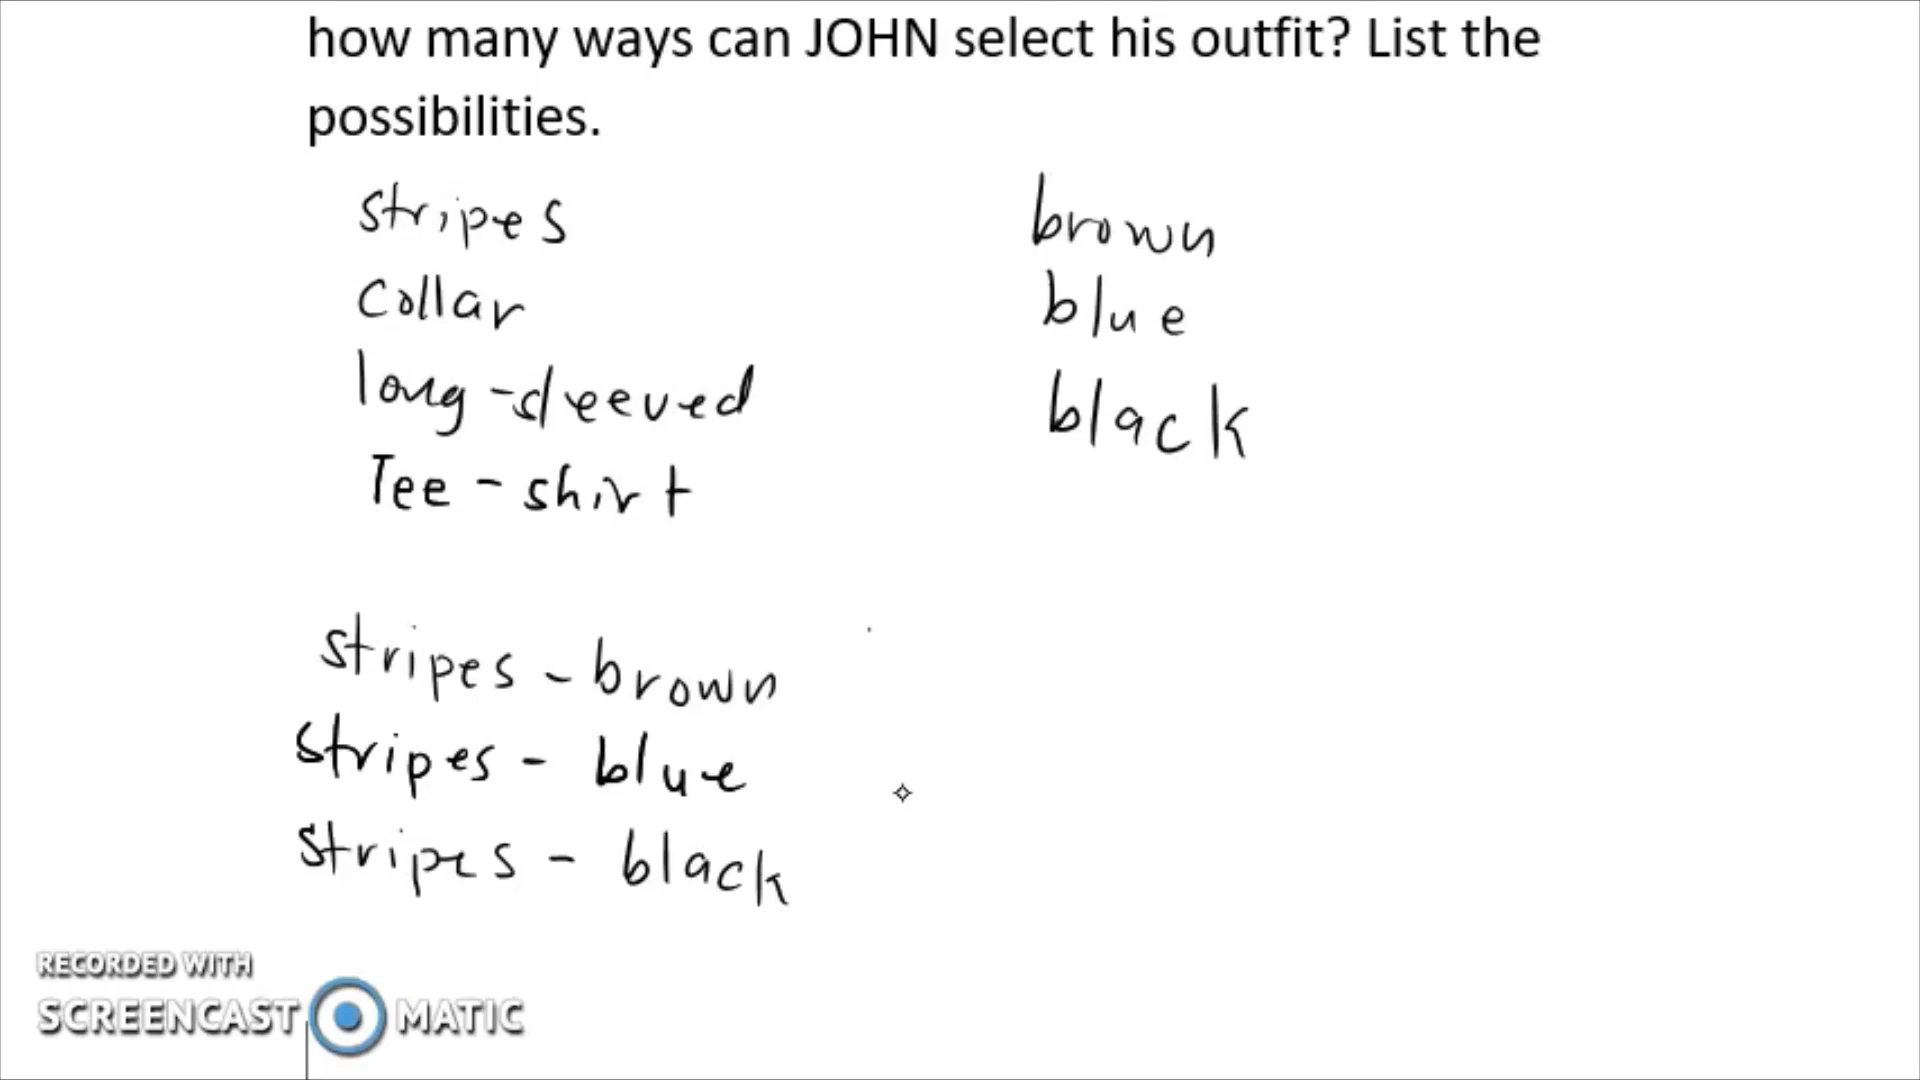 how many ways can JOHN select his outfit? List the
possibilities.
stripes
brown
Collar
blue
long-sleeved
black
Tee-shirt
stripes - brown
stripes - blue
stripes - black
RECORDED WITH
SCREENCAST MATIC